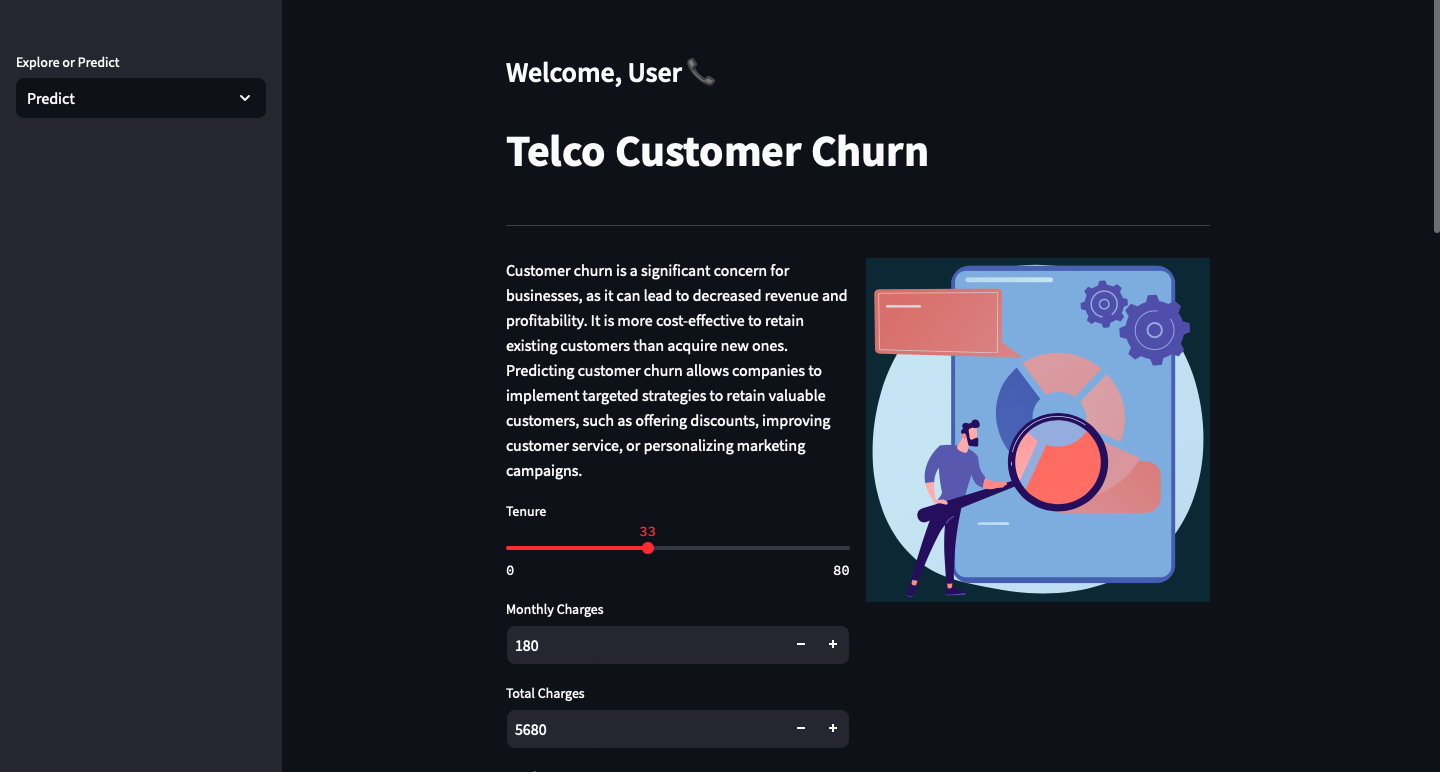 Explore or Predict
Predict
Welcome, User 📞
Telco Customer Churn
Customer churn is a significant concern for
businesses, as it can lead to decreased revenue and
profitability. It is more cost-effective to retain
existing customers than acquire new ones.
Predicting customer churn allows companies to
implement targeted strategies to retain valuable
customers, such as offering discounts, improving
customer service, or personalizing marketing
campaigns.
Tenure
33
0 80
Monthly Charges
180 − +
Total Charges
5680 − +